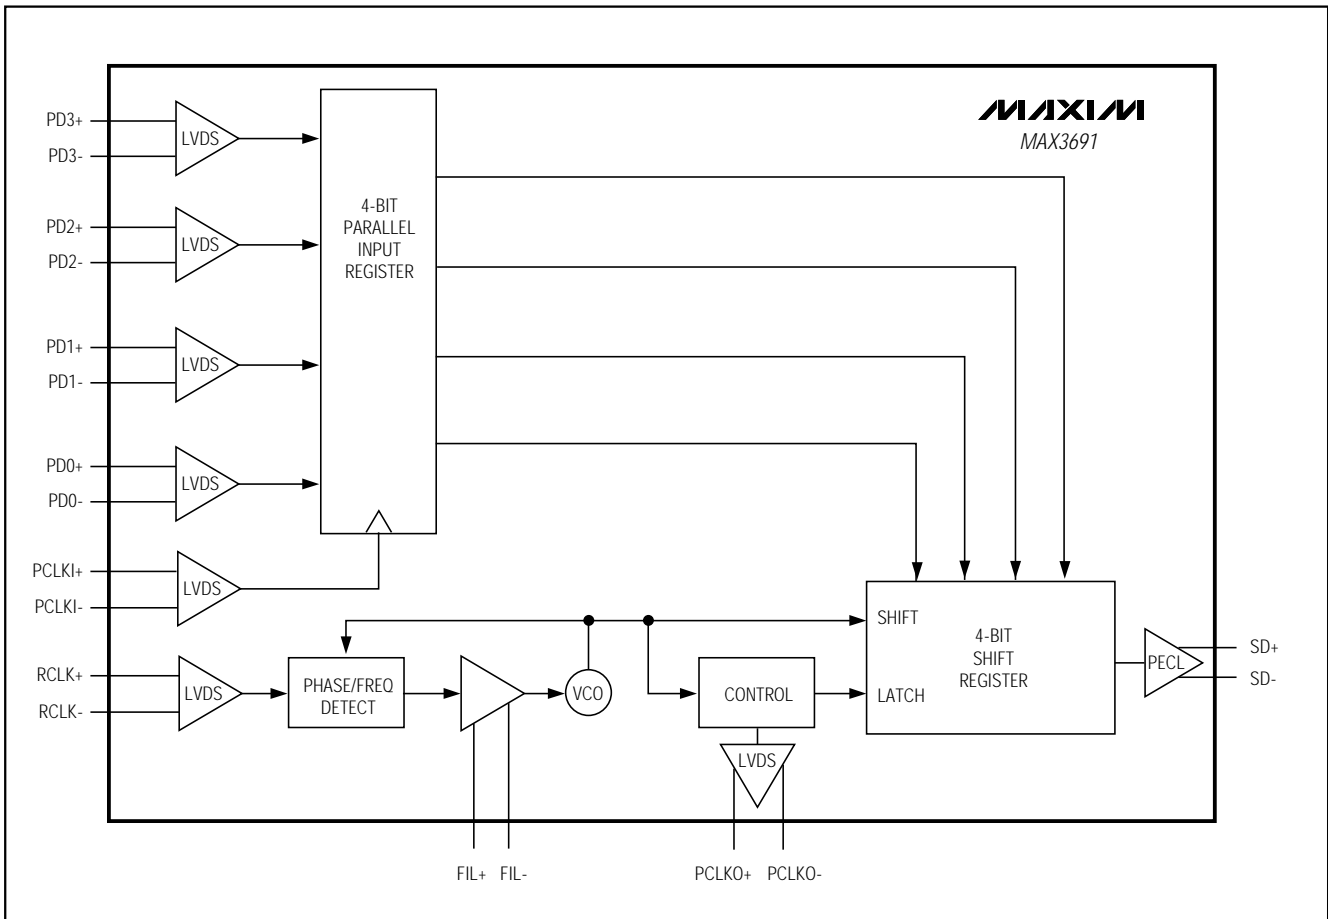 MAXIM
MAX3691
PD3+
PD3-
LVDS
PD2+
PD2-
LVDS
PD1+
PD1-
LVDS
PD0+
PD0-
LVDS
4-BIT
PARALLEL
INPUT
REGISTER
PCLKI+
PCLKI-
LVDS
RCLK+
RCLK-
LVDS
PHASE/FREQ
DETECT
VCO
CONTROL
LVDS
SHIFT
LATCH
4-BIT
SHIFT
REGISTER
PECL
SD+
SD-
FIL+ FIL-
PCLKO+ PCLKO-